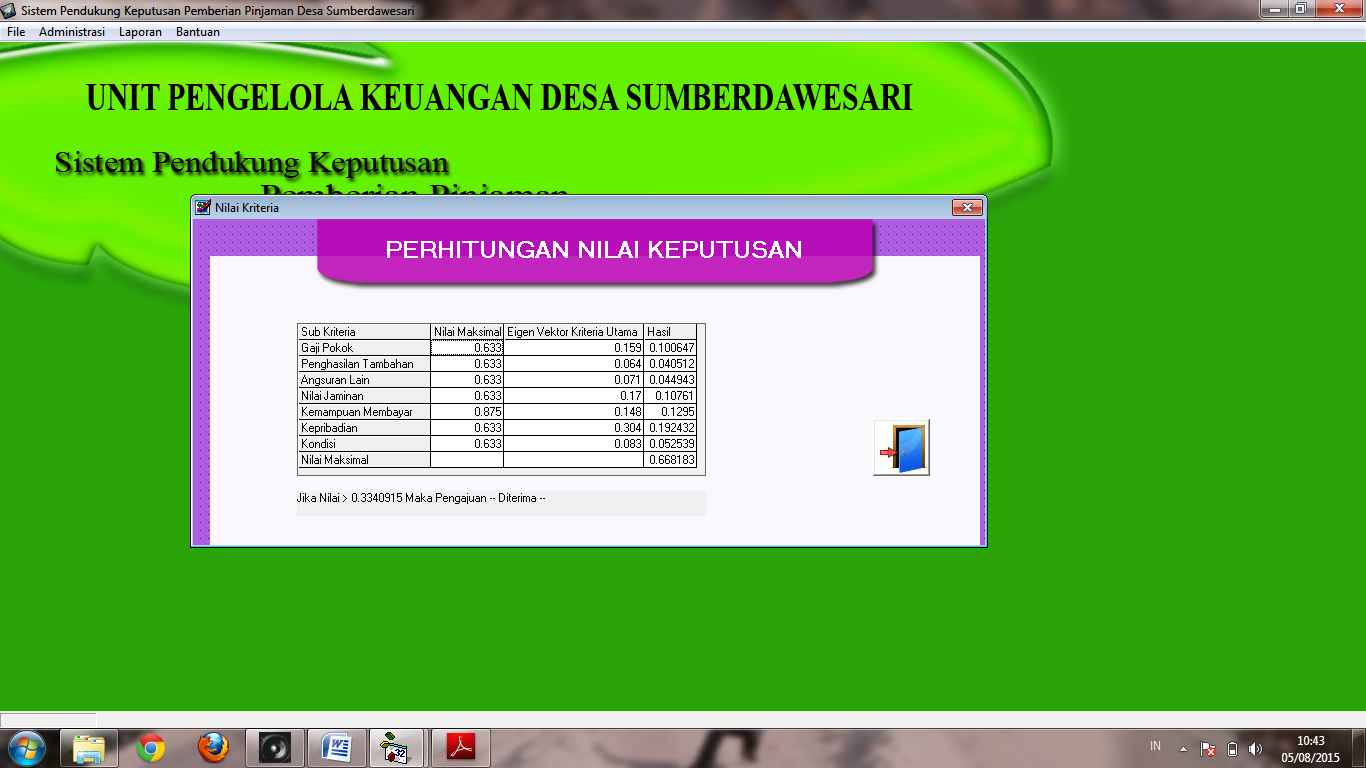 Sistem Pendukung Keputusan Pemberian Pinjaman Desa Sumberdawesari
File Administrasi Laporan Bantuan
UNIT PENGELOLA KEUANGAN DESA SUMBERDAWESARI
Sistem Pendukung Keputusan
Pemberian Pinjaman
Nilai Kriteria
PERHITUNGAN NILAI KEPUTUSAN
Sub Kriteria Nilai Maksimal Eigen Vektor Kriteria Utama Hasil
Gaji Pokok 0.633 0.159 0.100647
Penghasilan Tambahan 0.633 0.064 0.040512
Angsuran Lain 0.633 0.071 0.044943
Nilai Jaminan 0.633 0.17 0.10761
Kemampuan Membayar 0.875 0.148 0.1295
Kepribadian 0.633 0.304 0.192432
Kondisi 0.633 0.083 0.052539
Nilai Maksimal 0.668183
Jika Nilai > 0.3340915 Maka Pengajuan -- Diterima --
32
IN
10:43
05/08/2015